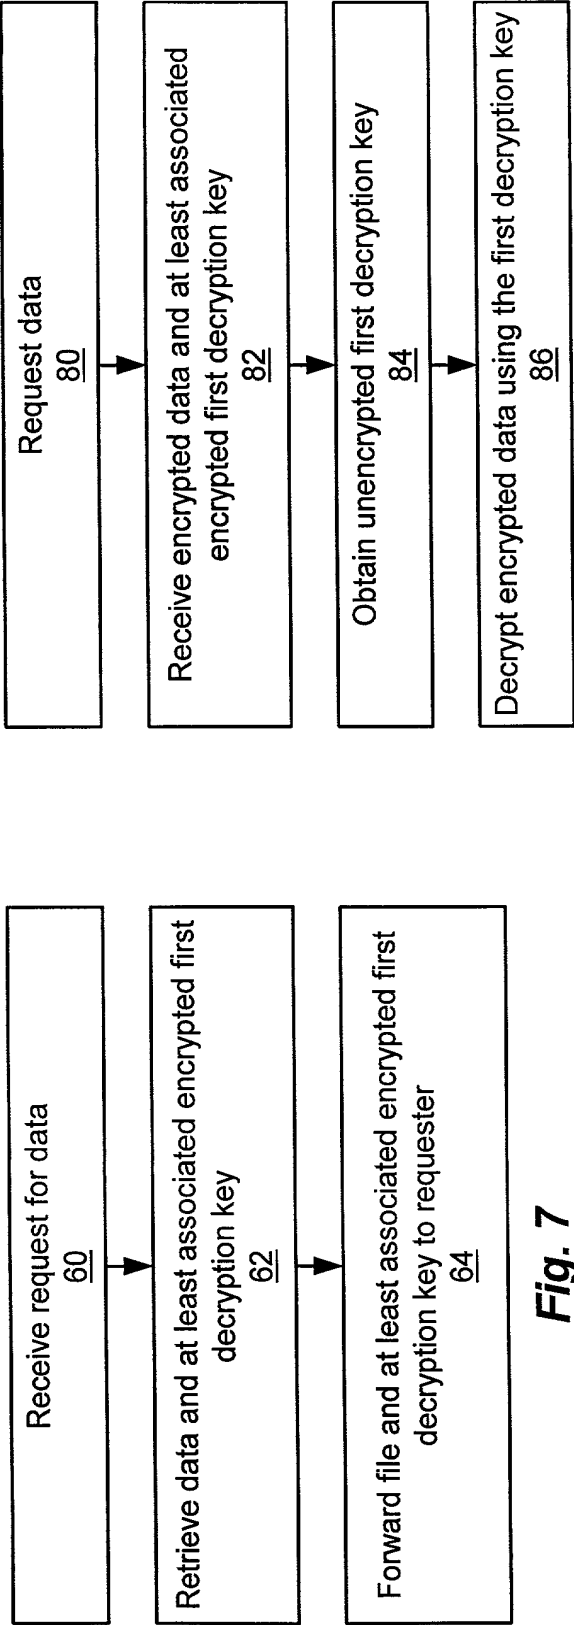 Receive request for data
60
Retrieve data and at least associated encrypted first
decryption key
62
Forward file and at least associated encrypted first
decryption key to requester
64
Fig. 7
Request data
80
Receive encrypted data and at least associated
encrypted first decryption key
82
Obtain unencrypted first decryption key
84
Decrypt encrypted data using the first decryption key
86